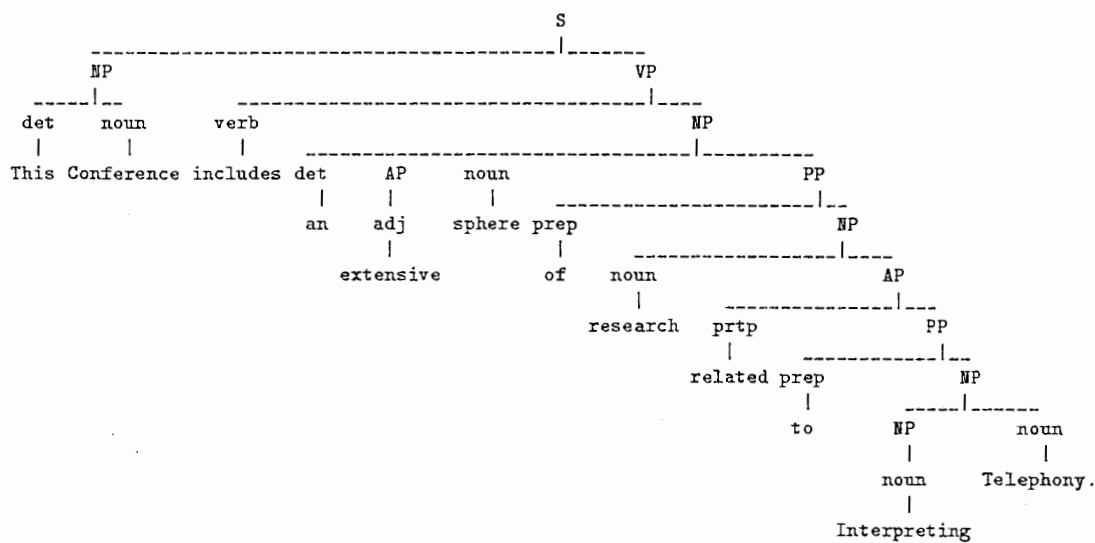 S
NP VP
det noun verb NP
This Conference includes det AP noun PP
an adj sphere prep NP
extensive of noun AP
research prtp PP
related prep NP
to NP noun
noun Telephony.
Interpreting